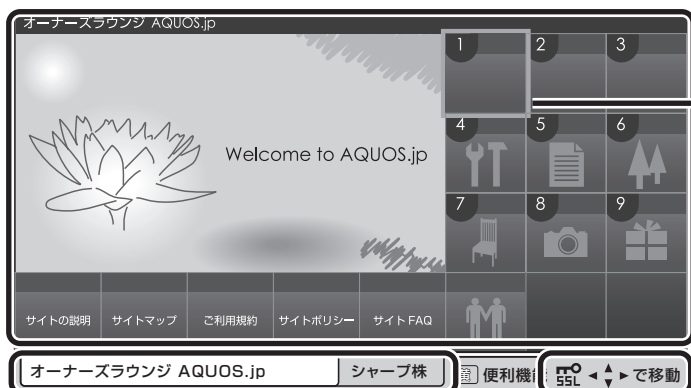 オーナーズラウンジ AQUOS.jp
1 2 3
Welcome to AQUOS.jp
4 5 6
7 8 9
サイトの説明 サイトマップ ご利用規約 サイトポリシー サイトFAQ
オーナーズラウンジ AQUOS.jp シャープ株 便利機 SSL で移動